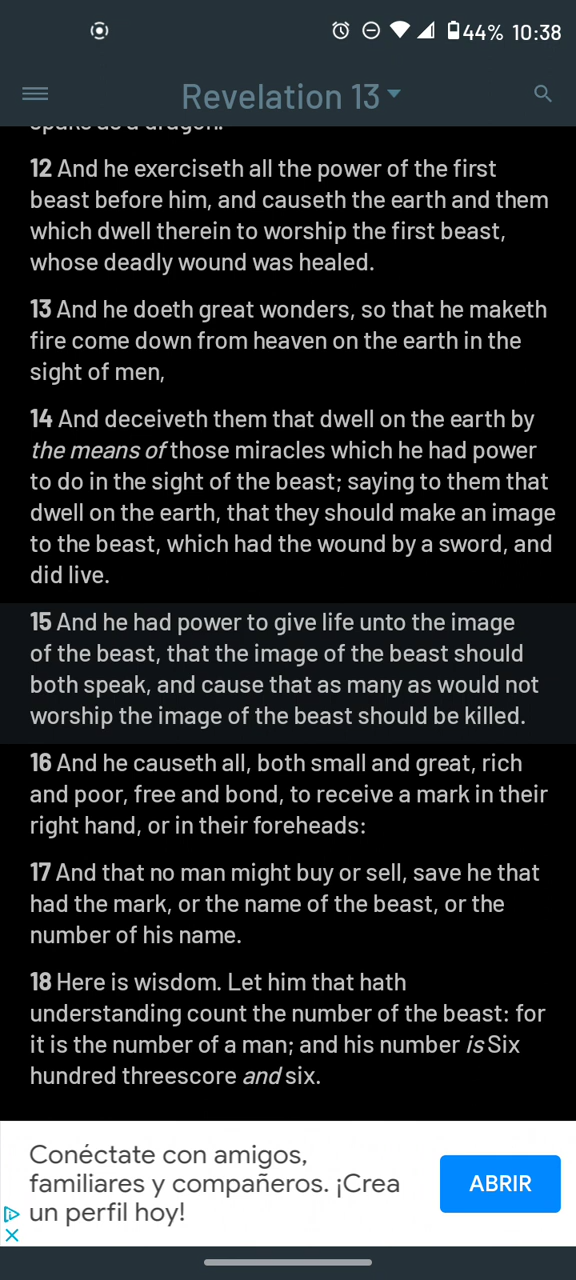 44% 10:38
Revelation 13
spake as a dragon.
12 And he exerciseth all the power of the first
beast before him, and causeth the earth and them
which dwell therein to worship the first beast,
whose deadly wound was healed.
13 And he doeth great wonders, so that he maketh
fire come down from heaven on the earth in the
sight of men,
14 And deceiveth them that dwell on the earth by
the means of those miracles which he had power
to do in the sight of the beast; saying to them that
dwell on the earth, that they should make an image
to the beast, which had the wound by a sword, and
did live.
15 And he had power to give life unto the image
of the beast, that the image of the beast should
both speak, and cause that as many as would not
worship the image of the beast should be killed.
16 And he causeth all, both small and great, rich
and poor, free and bond, to receive a mark in their
right hand, or in their foreheads:
17 And that no man might buy or sell, save he that
had the mark, or the name of the beast, or the
number of his name.
18 Here is wisdom. Let him that hath
understanding count the number of the beast: for
it is the number of a man; and his number is Six
hundred threescore and six.
Conéctate con amigos,
familiares y compañeros. ¡Crea
un perfil hoy!
ABRIR